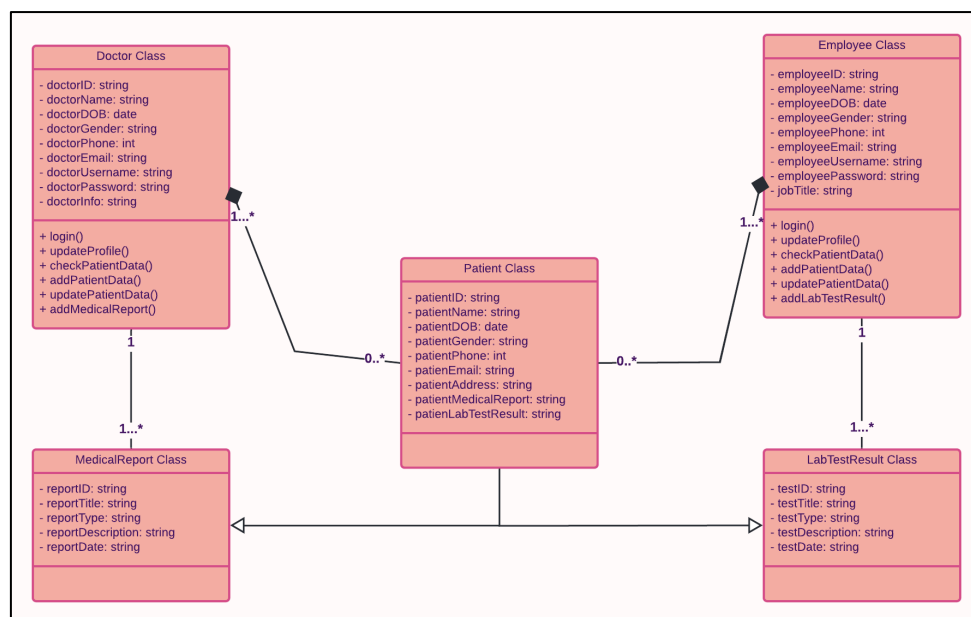 Doctor Class
- doctorID: string
- doctorName: string
- doctorDOB: date
- doctorGender: string
- doctorPhone: int
- doctorEmail: string
- doctorUsername: string
- doctorPassword: string
- doctorInfo: string
+ login()
+ updateProfile()
+ checkPatientData()
+ addPatientData()
+ updatePatientData()
+ addMedicalReport()
Employee Class
- employeeID: string
- employeeName: string
- employeeDOB: date
- employeeGender: string
- employeePhone: int
- employeeEmail: string
- employeeUsername: string
- employeePassword: string
- jobTitle: string
+ login()
+ updateProfile()
+ checkPatientData()
+ addPatientData()
+ updatePatientData()
+ addLabTestResult()
1...*
1...*
Patient Class
- patientID: string
- patientName: string
- patientDOB: date
- patientGender: string
- patientPhone: int
- patienEmail: string
- patientAddress: string
- patientMedicalReport: string
- patienLabTestResult: string
0..*
0..*
1
1
1...*
1...*
MedicalReport Class
- reportID: string
- reportTitle: string
- reportType: string
- reportDescription: string
- reportDate: string
LabTestResult Class
- testID: string
- testTitle: string
- testType: string
- testDescription: string
- testDate: string